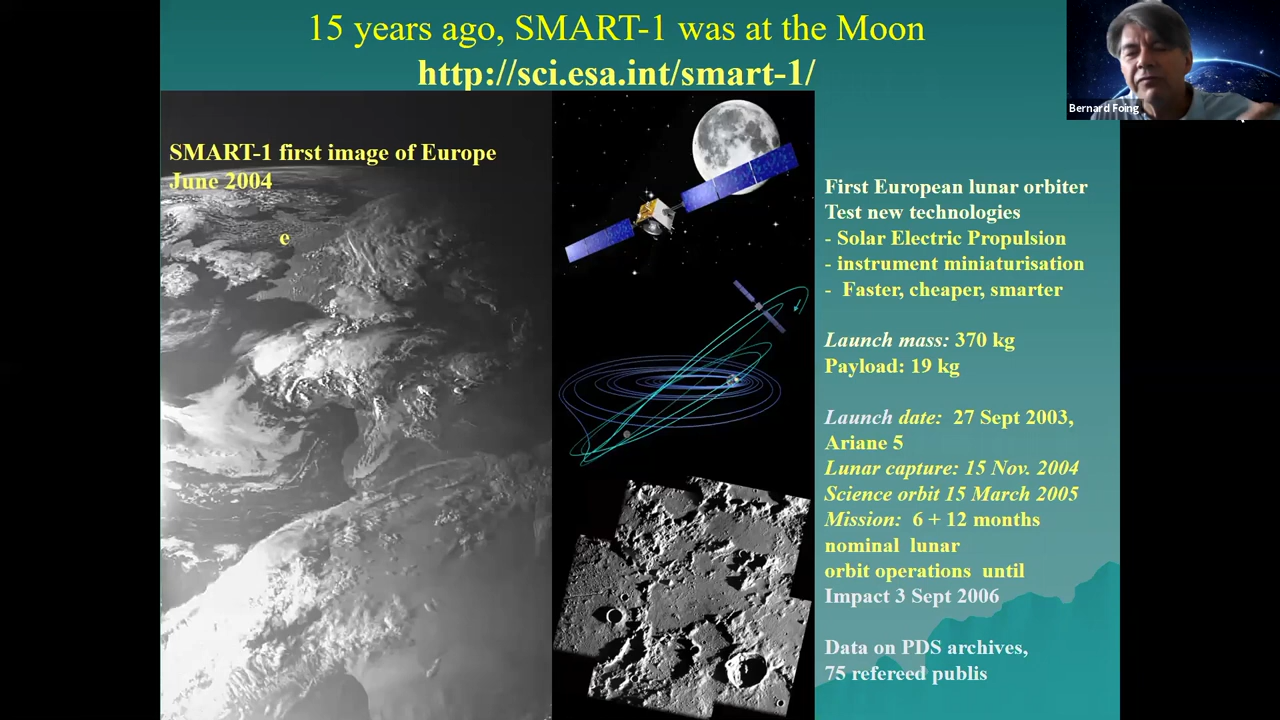 15 years ago, SMART-1 was at the Moon
http://sci.esa.int/smart-1/
Bernard Foing
SMART-1 first image of Europe
June 2004
e
First European lunar orbiter
Test new technologies
- Solar Electric Propulsion
- instrument miniaturisation
- Faster, cheaper, smarter
Launch mass: 370 kg
Payload: 19 kg
Launch date: 27 Sept 2003,
Ariane 5
Lunar capture: 15 Nov. 2004
Science orbit 15 March 2005
Mission: 6 + 12 months
nominal lunar
orbit operations until
Impact 3 Sept 2006
Data on PDS archives,
75 refereed publis